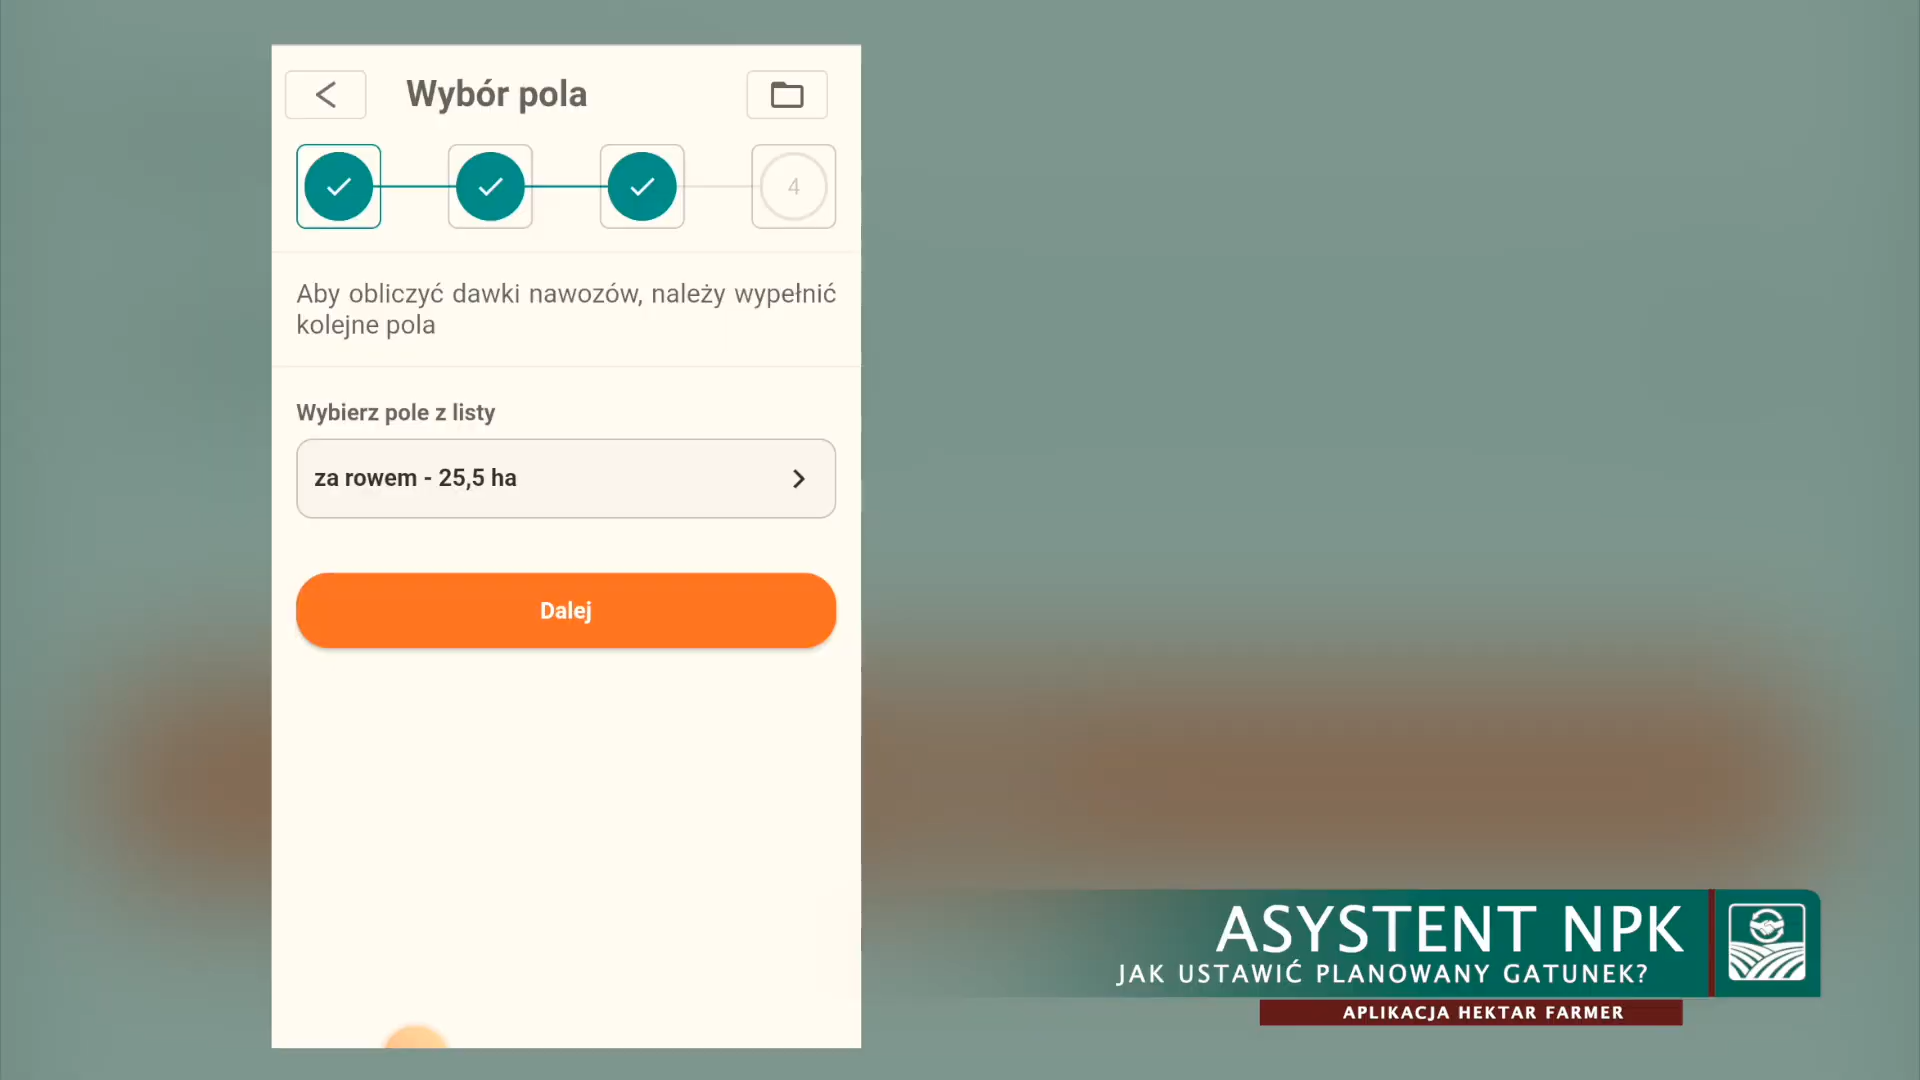 Wybór pola
4
Aby obliczyć dawki nawozów, należy wypełnić
kolejne pola
Wybierz pole z listy
za rowem - 25,5 ha
Dalej
ASYSTENT NPK
JAK USTAWIĆ PLANOWANY GATUNEK?
APLIKACJA HEKTAR FARMER